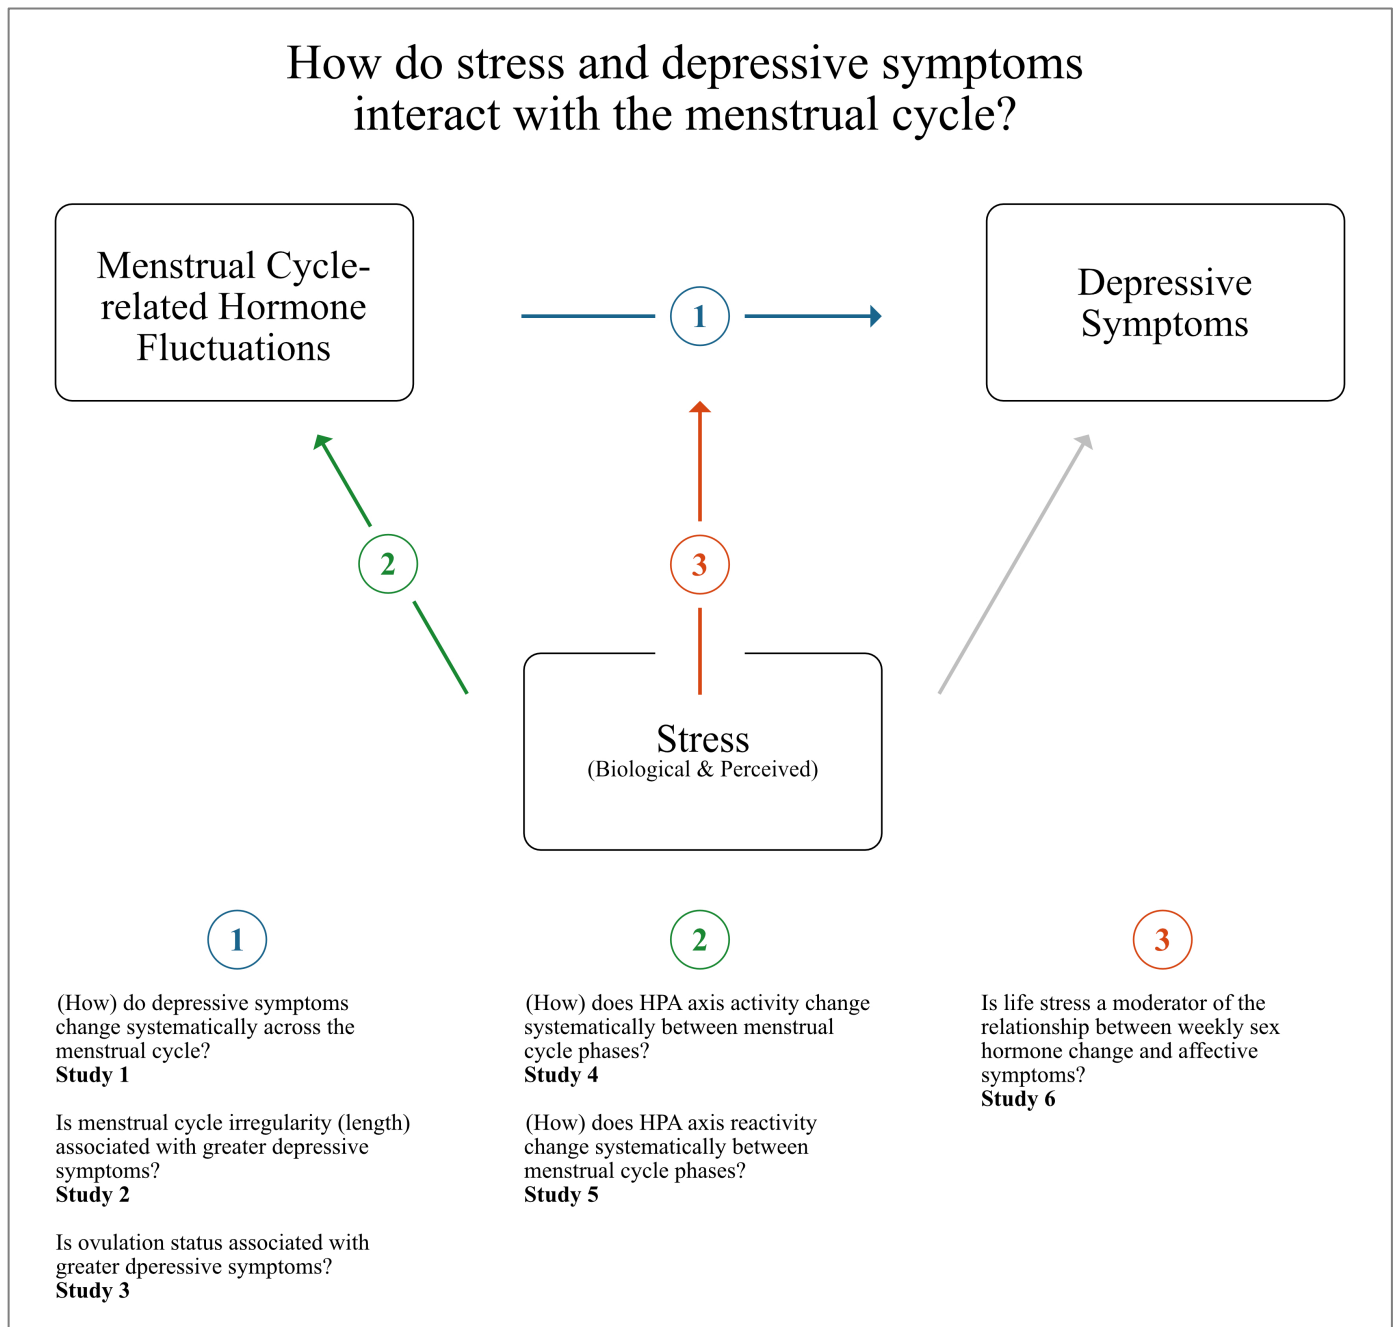 How do stress and depressive symptoms
interact with the menstrual cycle?
Menstrual Cycle-
related Hormone
Fluctuations
1
Depressive
Symptoms
2
3
Stress
(Biological & Perceived)
1
(How) do depressive symptoms
change systematically across the
menstrual cycle?
Study 1
Is menstrual cycle irregularity (length)
associated with greater depressive
symptoms?
Study 2
Is ovulation status associated with
greater dperessive symptoms?
Study 3
2
(How) does HPA axis activity change
systematically between menstrual
cycle phases?
Study 4
(How) does HPA axis reactivity
change systematically between
menstrual cycle phases?
Study 5
3
Is life stress a moderator of the
relationship between weekly sex
hormone change and affective
symptoms?
Study 6